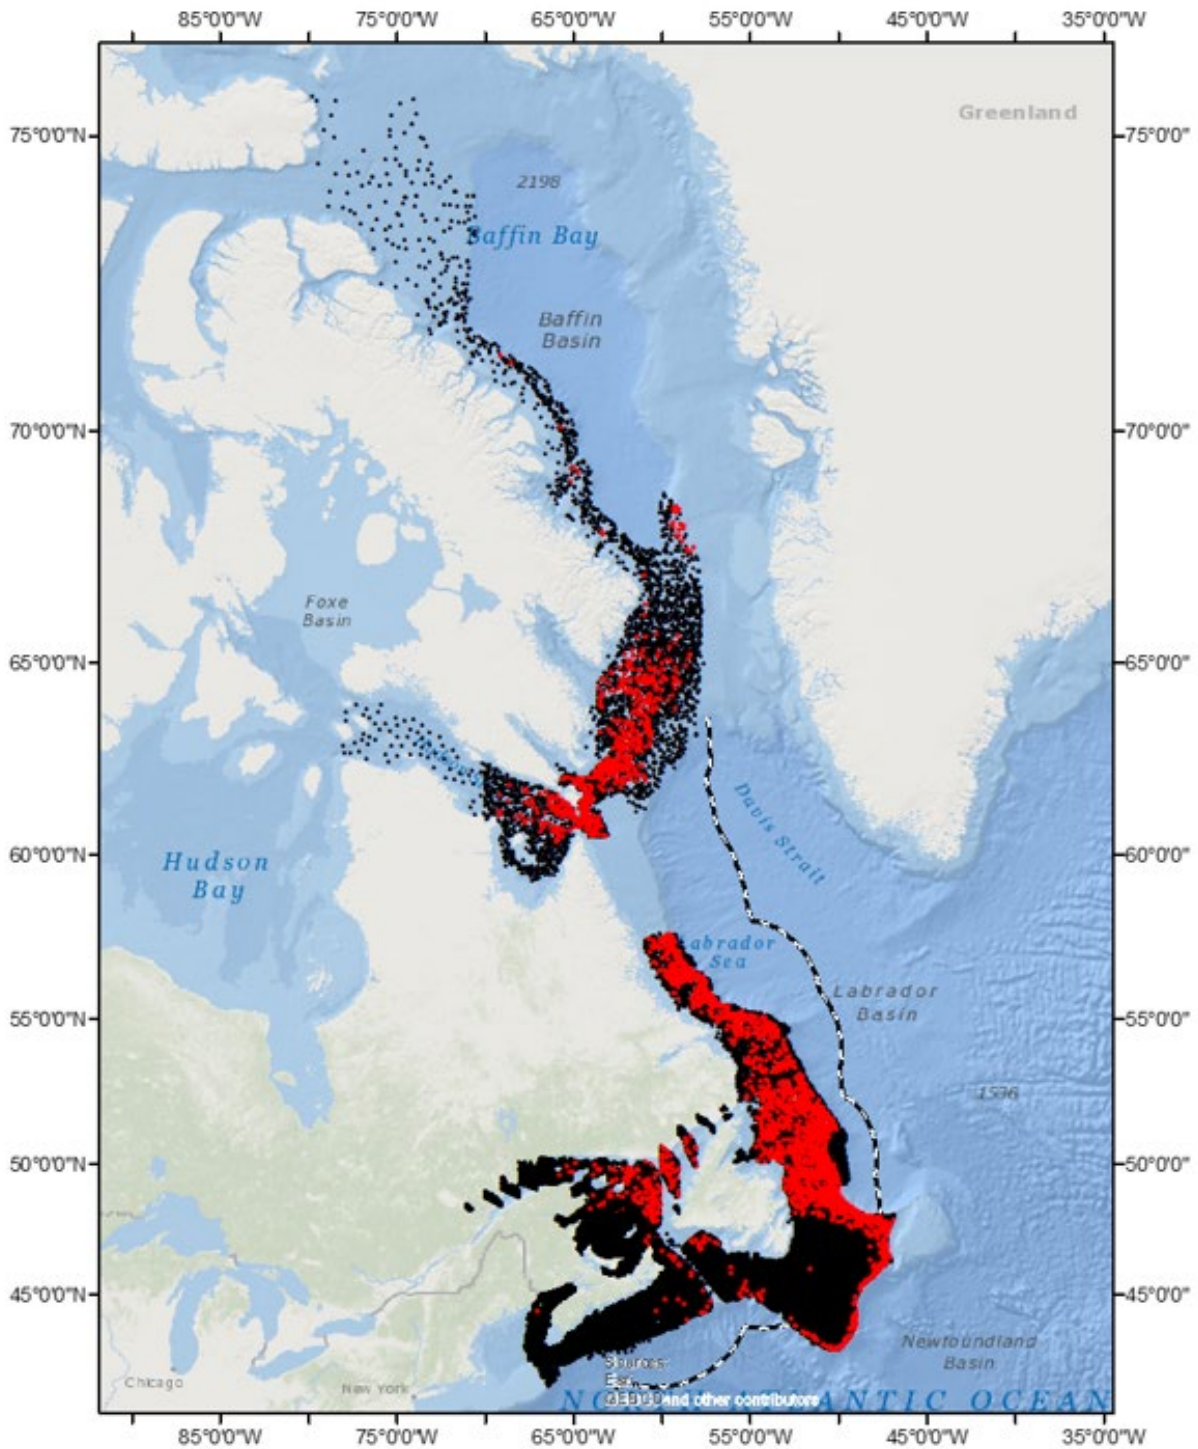 85°0'0"W 75°0'0"W 65°0'0"W 55°0'0"W 45°0'0"W 35°0'0"W
Greenland
75°0'0"N 75°0'0"
2198
Baffin Bay
Baffin
Basin
70°0'0"N 70°0'0"
Foxe
Basin
65°0'0"N 65°0'0"
Davis Strait
60°0'0"N 60°0'0"
Hudson
Bay
Labrador
Sea
Labrador
Basin
55°0'0"N 55°0'0"
1536
50°0'0"N 50°0'0"
45°0'0"N 45°0'0"
Newfoundland
Basin
Chicago
New York
Sources:
and other contributors
ANTIC OCEAN
85°0'0"W 75°0'0"W 65°0'0"W 55°0'0"W 45°0'0"W 35°0'0"W